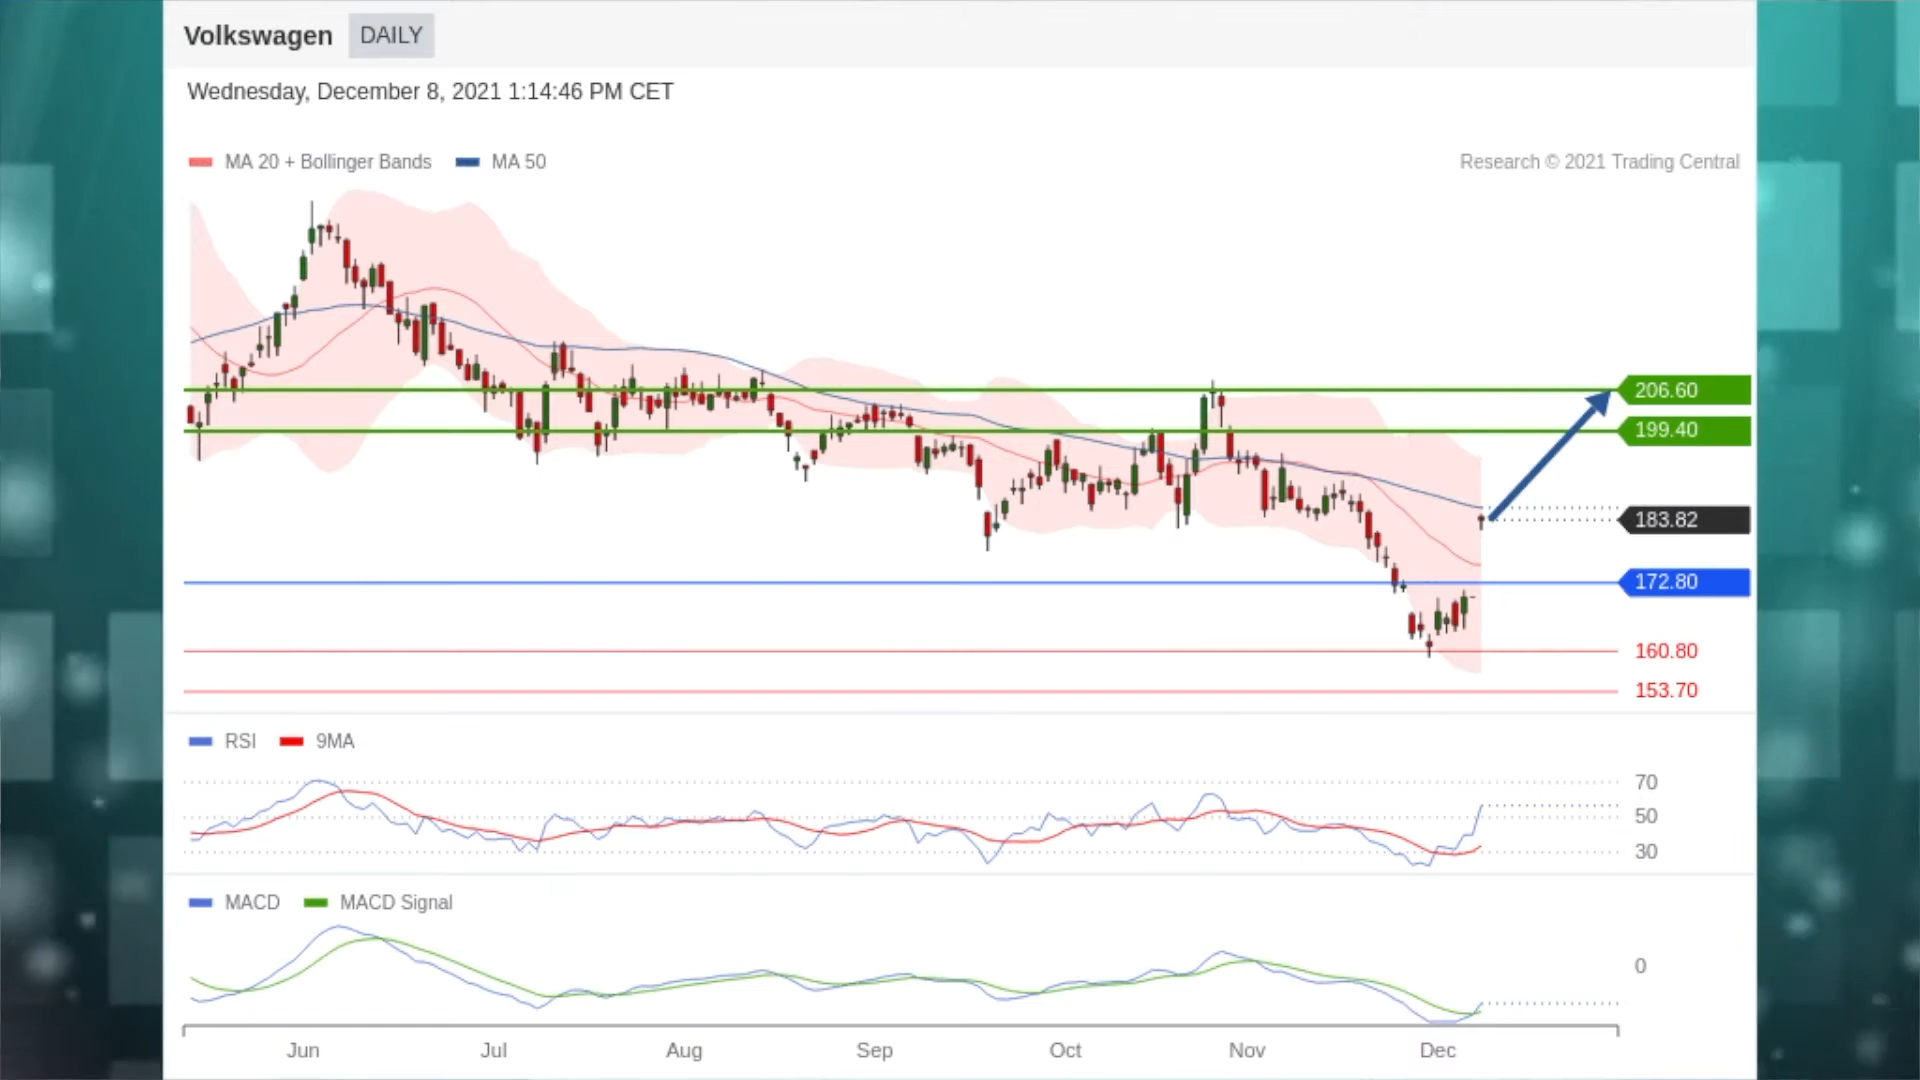 Volkswagen DAILY
Wednesday, December 8, 2021 1:14:46 PM CET
MA 20 + Bollinger Bands MA 50 Research © 2021 Trading Central
206.60
199.40
183.82
172.80
160.80
153.70
RSI 9MA
70
50
30
MACD MACD Signal
0
Jun Jul Aug Sep Oct Nov Dec